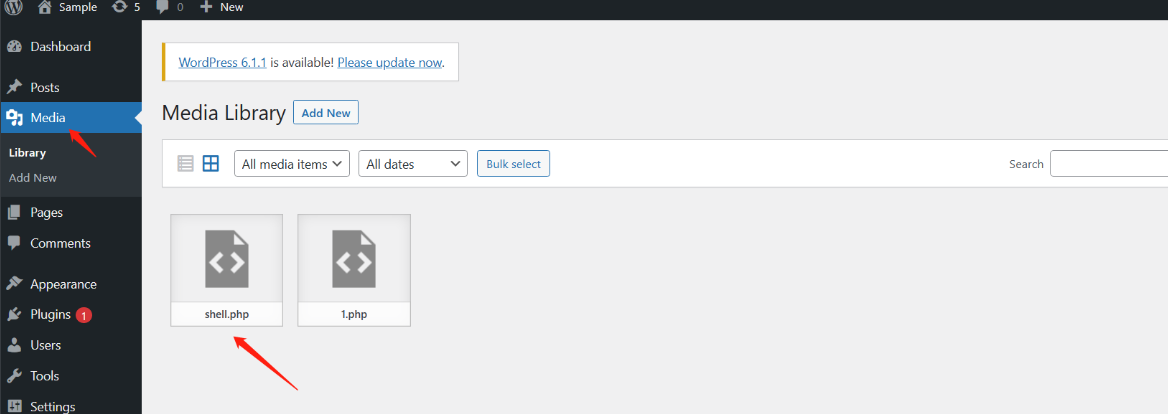 Sample 5 0 New
Dashboard
WordPress 6.1.1 is available! Please update now.
Posts
Media
Library
Add New
Pages
Comments
Appearance
Plugins 1
Users
Tools
Settings
Media Library Add New
All media items All dates Bulk select Search
shell.php 1.php